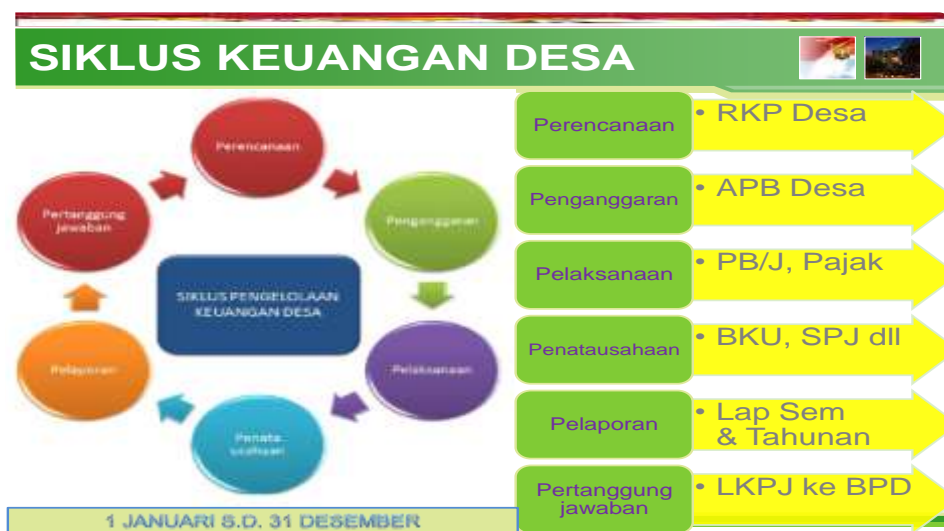 SIKLUS KEUANGAN DESA
Perencanaan
Penganggaran
Pelaksanaan
Penata
usahaan
Pelaporan
Pertanggung
jawaban
SIKLUS PENGELOLAAN
KEUANGAN DESA
1 JANUARI S.D. 31 DESEMBER
Perencanaan
• RKP Desa
Penganggaran
• APB Desa
Pelaksanaan
• PB/J, Pajak
Penatausahaan
• BKU, SPJ dll
Pelaporan
• Lap Sem
& Tahunan
Pertanggung
jawaban
• LKPJ ke BPD